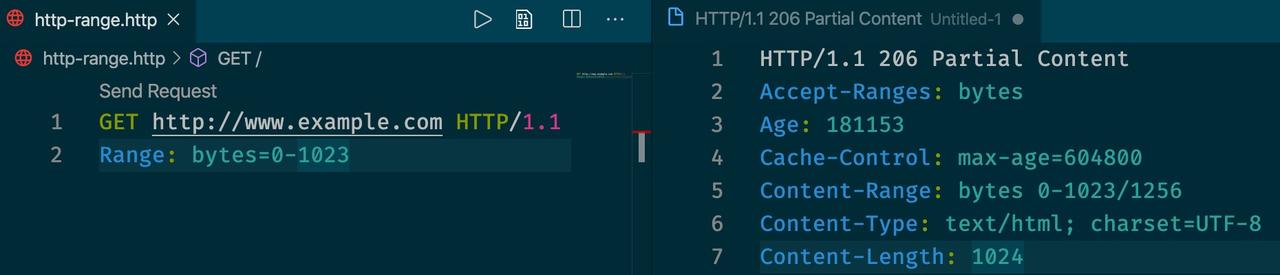 http-range.http
http-range.http > GET /
Send Request
1 GET http://www.example.com HTTP/1.1
2 Range: bytes=0-1023
HTTP/1.1 206 Partial Content Untitled-1
1 HTTP/1.1 206 Partial Content
2 Accept-Ranges: bytes
3 Age: 181153
4 Cache-Control: max-age=604800
5 Content-Range: bytes 0-1023/1256
6 Content-Type: text/html; charset=UTF-8
7 Content-Length: 1024